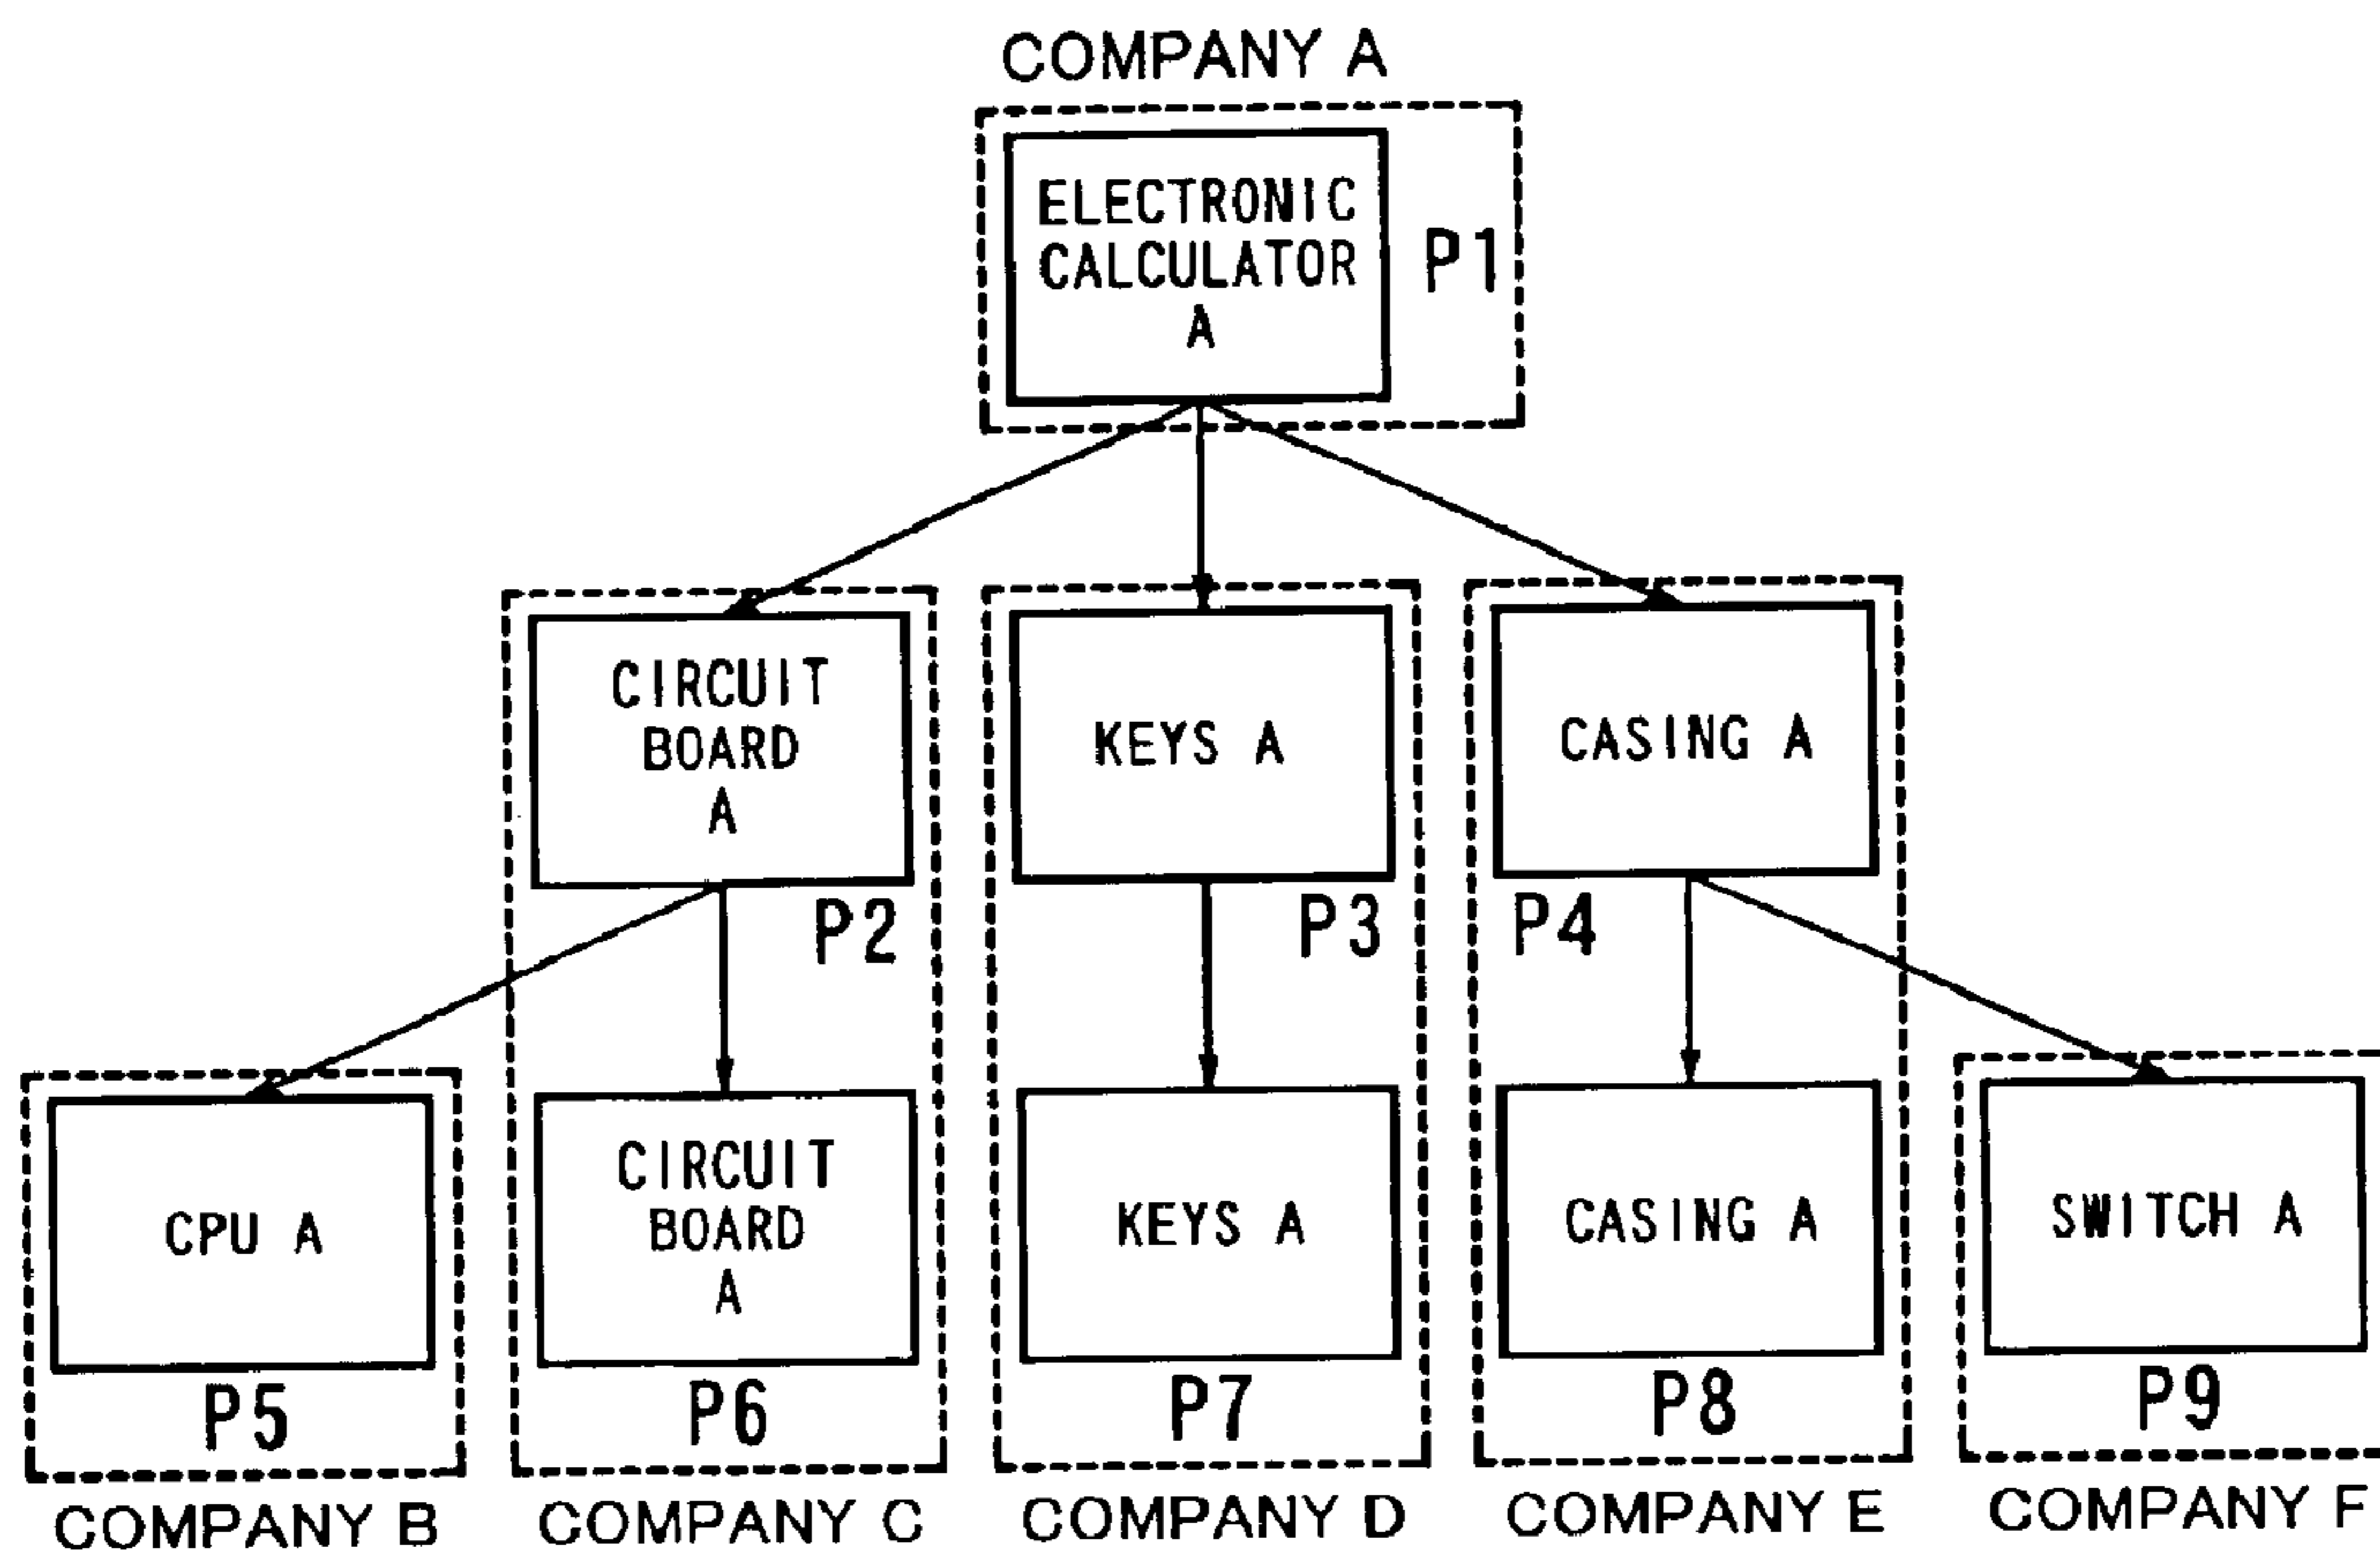 COMPANY A
ELECTRONIC
CALCULATOR
A
P1
CIRCUIT
BOARD
A
P2
KEYS A
P3
CASING A
P4
CPU A
P5
CIRCUIT
BOARD
A
P6
KEYS A
P7
CASING A
P8
SWITCH A
P9
COMPANY B
COMPANY C
COMPANY D
COMPANY E
COMPANY F